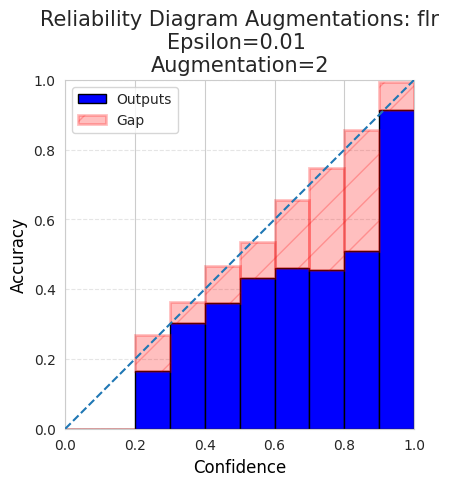 Reliability Diagram Augmentations: flr
Epsilon=0.01
Augmentation=2
Outputs
Gap
Accuracy
1.0
0.8
0.6
0.4
0.2
0.0
0.0 0.2 0.4 0.6 0.8 1.0
Confidence